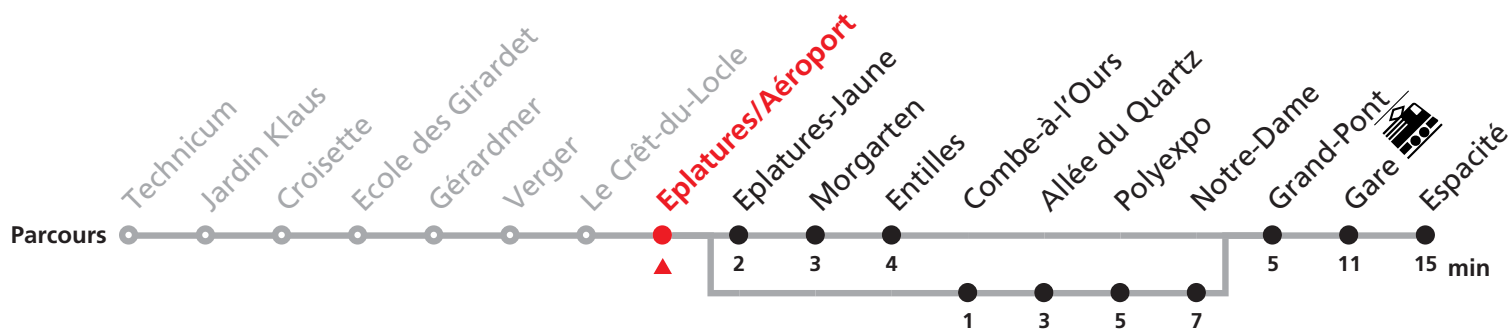 Technicum
Jardin Klaus
Croisette
Ecole des Girardet
Gérardmer
Verger
Le Crêt-du-Locle
Eplatures/Aéroport
Eplatures-Jaune
Morgarten
Entilles
Combe-à-l'Ours
Allée du Quartz
Polyexpo
Notre-Dame
Grand-Pont
Gare
Espacité
Parcours
2 3 4 5 11 15 min
1 3 5 7